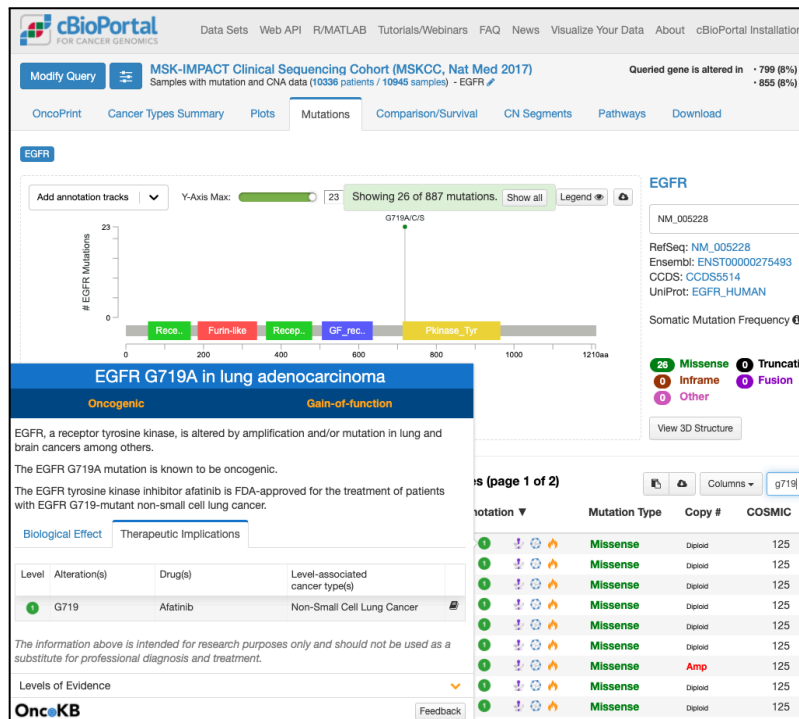 cBioPortal
FOR CANCER GENOMICS
Data Sets Web API R/MATLAB Tutorials/Webinars FAQ News Visualize Your Data About cBioPortal Installation
Modify Query
MSK-IMPACT Clinical Sequencing Cohort (MSKCC, Nat Med 2017)
Samples with mutation and CNA data (10336 patients / 10945 samples) - EGFR
Queried gene is altered in · 799 (8%)
· 855 (8%)
OncoPrint Cancer Types Summary Plots Mutations Comparison/Survival CN Segments Pathways Download
EGFR
Add annotation tracks
Y-Axis Max: 23
Showing 26 of 887 mutations. Show all
Legend
G719A/C/S
23
# EGFR Mutations
0
Rece.. Furin-like Recep.. GF_rec.. Pkinase_Tyr
0 200 400 600 800 1000 1210aa
EGFR
NM_005228
RefSeq: NM_005228
Ensembl: ENST00000275493
CCDS: CCDS5514
UniProt: EGFR_HUMAN
Somatic Mutation Frequency
26 Missense 0 Truncati
0 Inframe 0 Fusion
0 Other
View 3D Structure
EGFR G719A in lung adenocarcinoma
Oncogenic Gain-of-function
EGFR, a receptor tyrosine kinase, is altered by amplification and/or mutation in lung and
brain cancers among others.
The EGFR G719A mutation is known to be oncogenic.
The EGFR tyrosine kinase inhibitor afatinib is FDA-approved for the treatment of patients
with EGFR G719-mutant non-small cell lung cancer.
Biological Effect Therapeutic Implications
Level Alteration(s) Drug(s) Level-associated
cancer type(s)
1 G719 Afatinib Non-Small Cell Lung Cancer
The information above is intended for research purposes only and should not be used as a
substitute for professional diagnosis and treatment.
Levels of Evidence
OncoKB
Feedback
s (page 1 of 2)
Columns
g719
notation ▼ Mutation Type Copy # COSMIC
1 Missense Diploid 125
1 Missense Diploid 125
1 Missense Diploid 125
1 Missense Diploid 125
1 Missense Diploid 125
1 Missense Diploid 125
1 Missense Amp 125
1 Missense Diploid 125
1 Missense Diploid 125